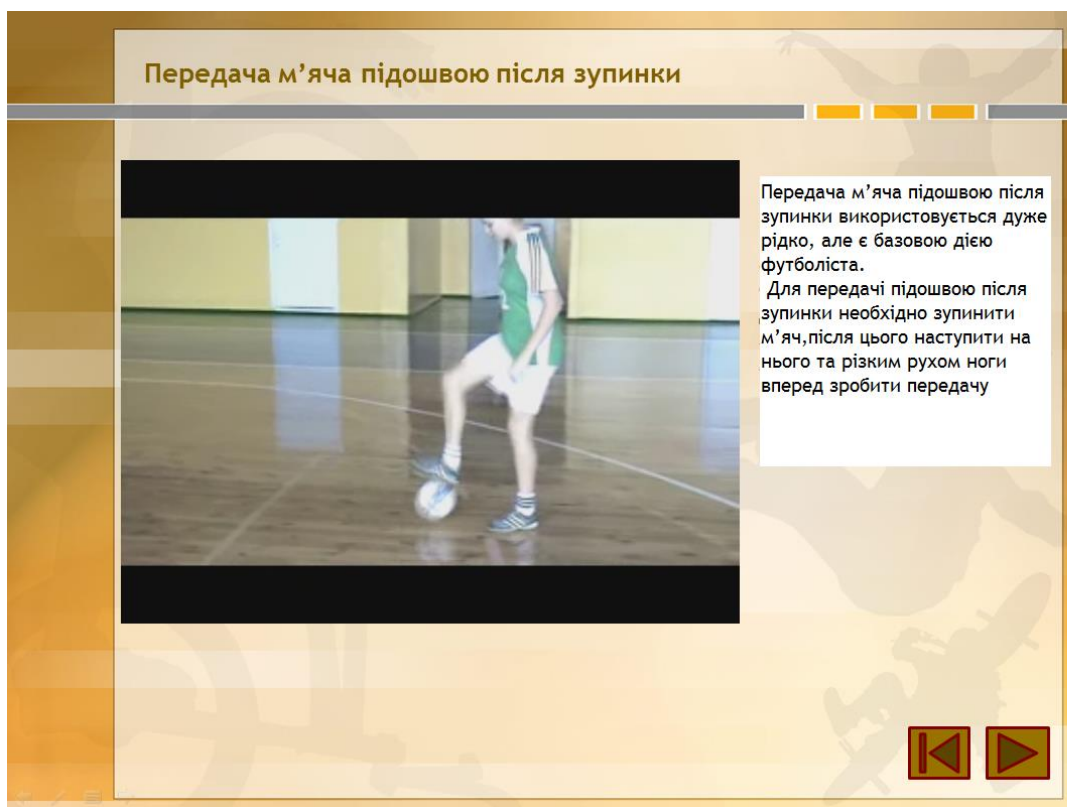 Передача м’яча підошвою після зупинки
Передача м’яча підошвою після
зупинки використовується дуже
рідко, але є базовою дією
футболіста.
Для передачі підошвою після
зупинки необхідно зупинити
м’яч,після цього наступити на
нього та різким рухом ноги
вперед зробити передачу